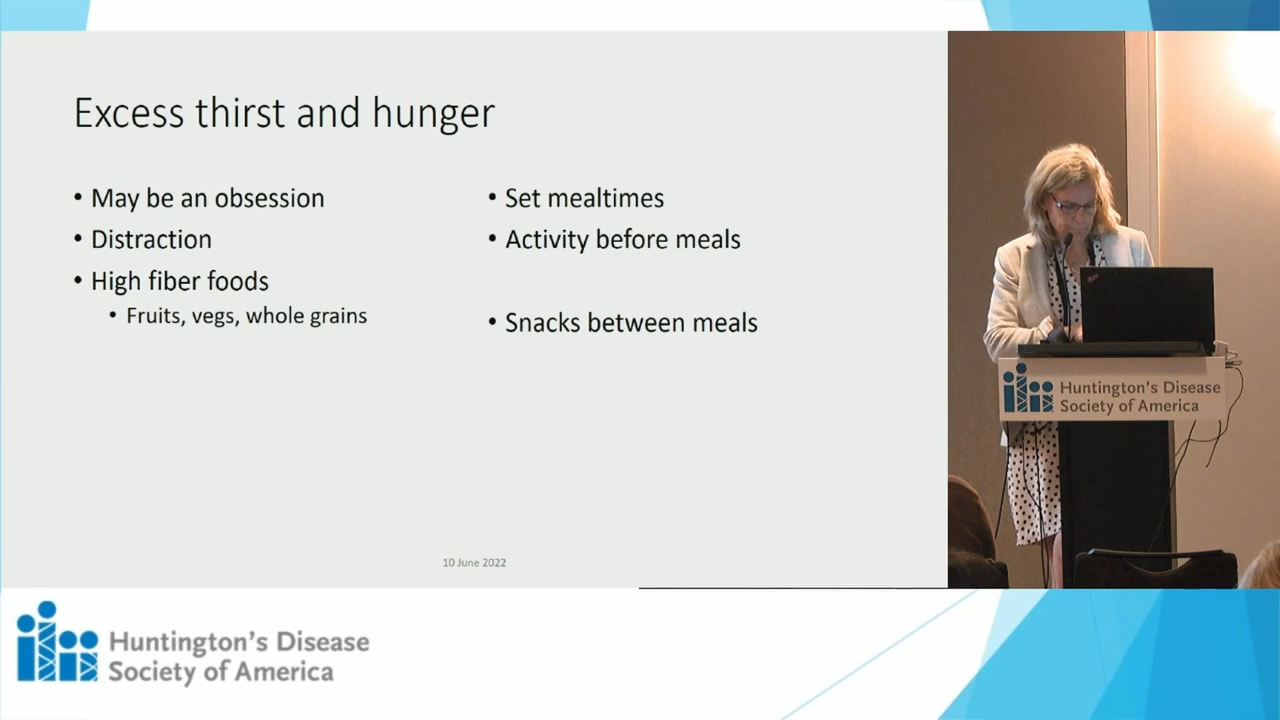 Excess thirst and hunger
• May be an obsession
• Distraction
• High fiber foods
• Fruits, vegs, whole grains
• Set mealtimes
• Activity before meals
• Snacks between meals
10 June 2022
Huntington's Disease
Society of America
Huntington's Disease
Society of America